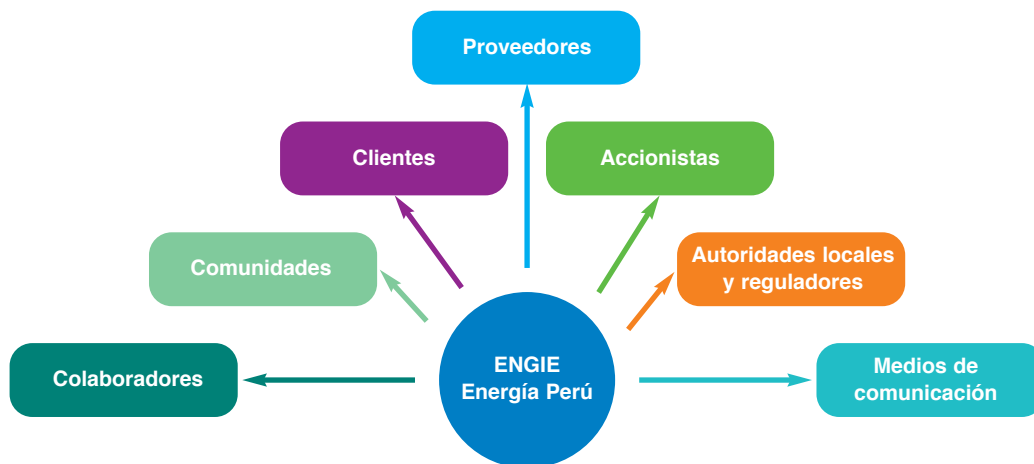 Proveedores
Clientes
Accionistas
Comunidades
Autoridades locales
y reguladores
Colaboradores
ENGIE
Energía Perú
Medios de
comunicación